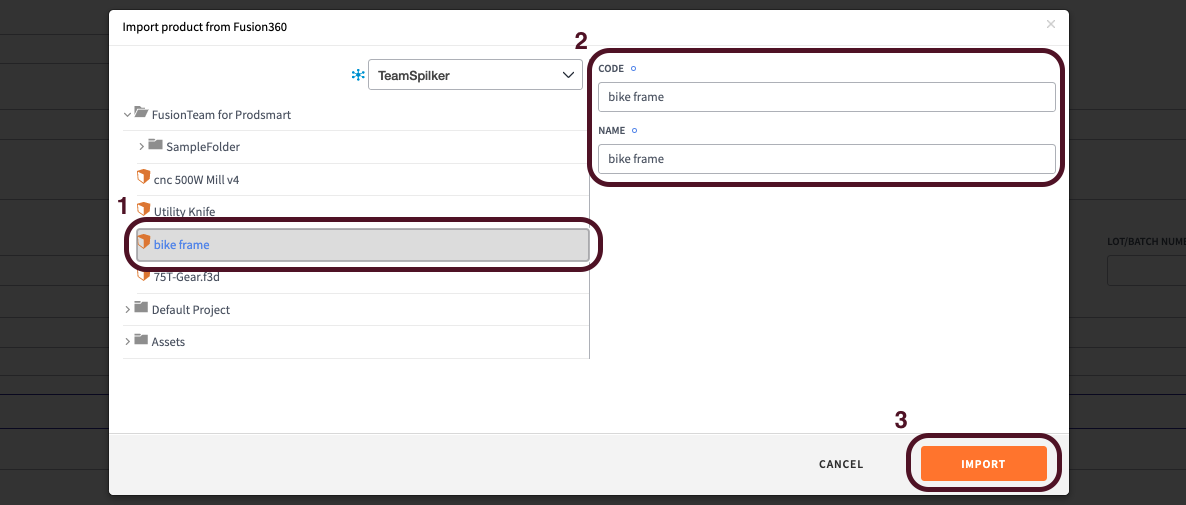 Import product from Fusion360
×
2
TeamSpilker
CODE
bike frame
NAME
bike frame
FusionTeam for Prodsmart
SampleFolder
cnc 500W Mill v4
1
Utility Knife
bike frame
75T-Gear.f3d
Default Project
Assets
LOT/BATCH NUME
3
CANCEL
IMPORT